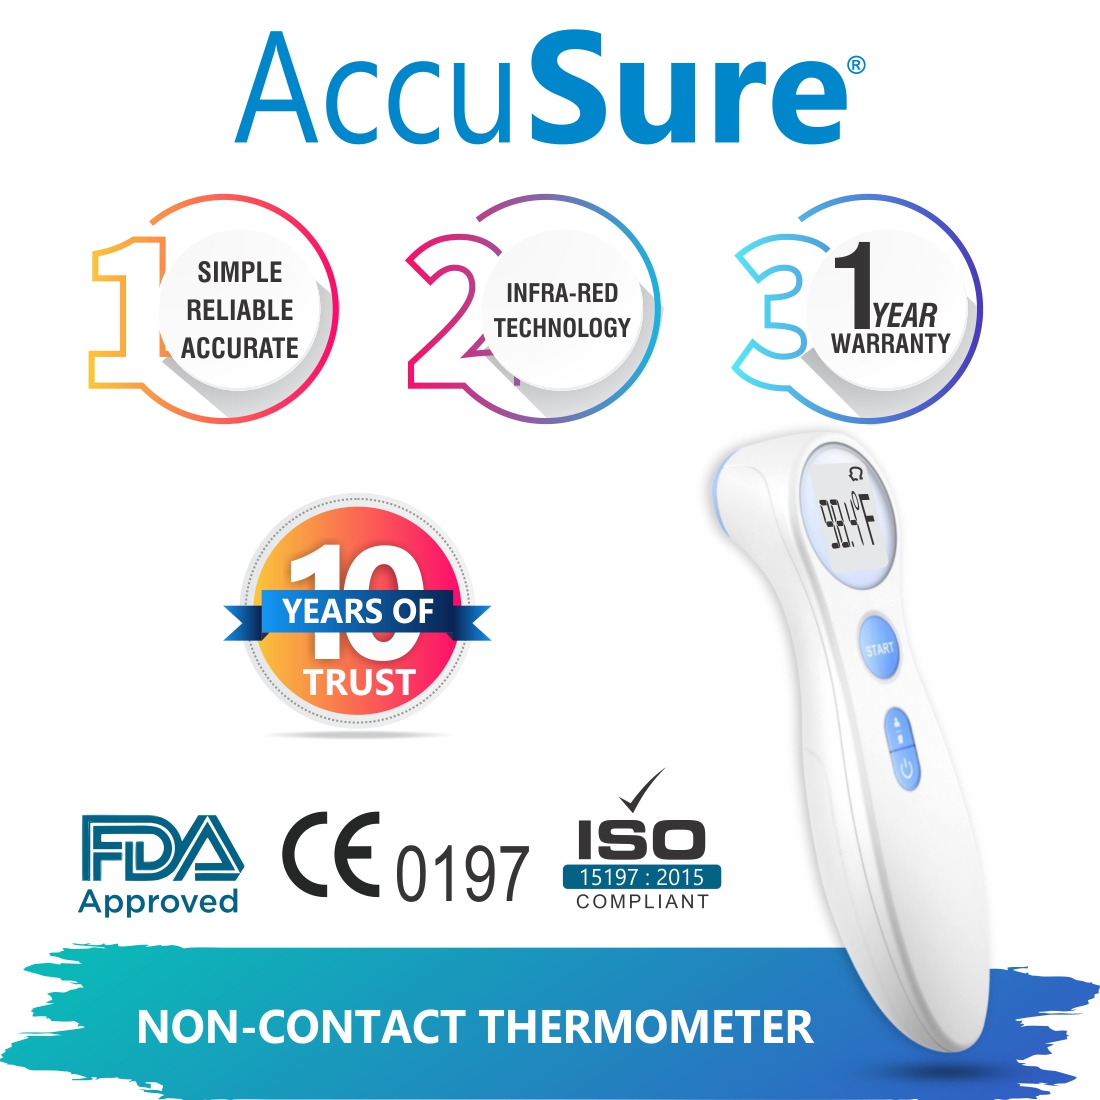 AccuSure®
1
SIMPLE
RELIABLE
ACCURATE
2
INFRA-RED
TECHNOLOGY
3
1 YEAR
WARRANTY
98.4°F
START
10
YEARS OF
TRUST
FDA
Approved
CE 0197
ISO
15197 : 2015
COMPLIANT
NON-CONTACT THERMOMETER